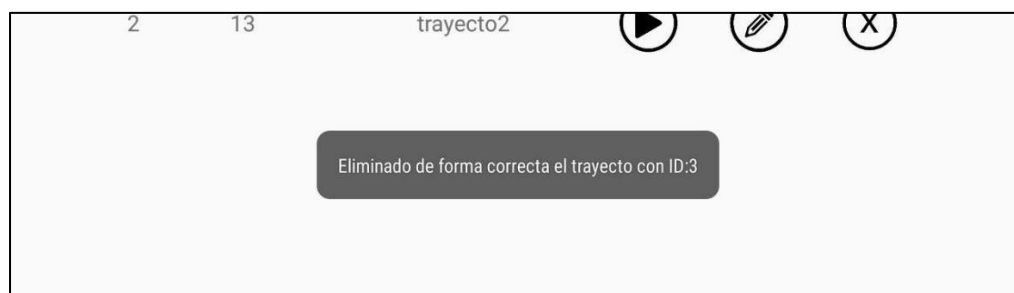 2 13 trayecto2 X
Eliminado de forma correcta el trayecto con ID:3